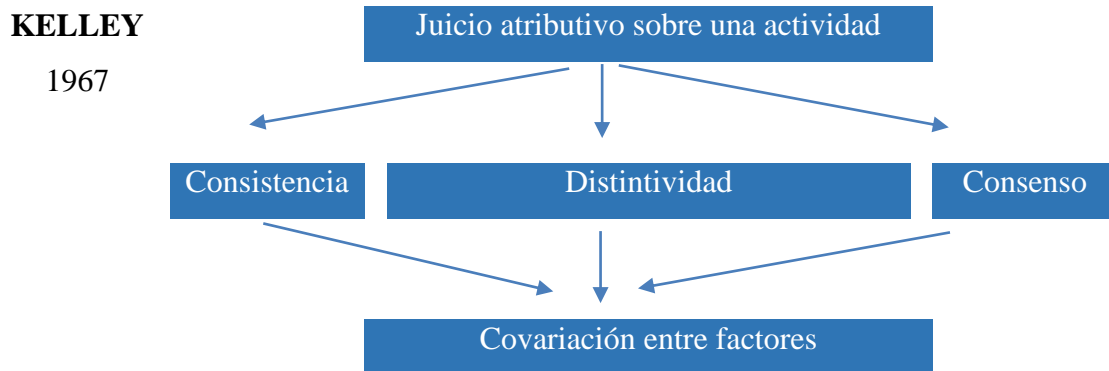 KELLEY
1967
Juicio atributivo sobre una actividad
Consistencia
Distintividad
Consenso
Covariación entre factores